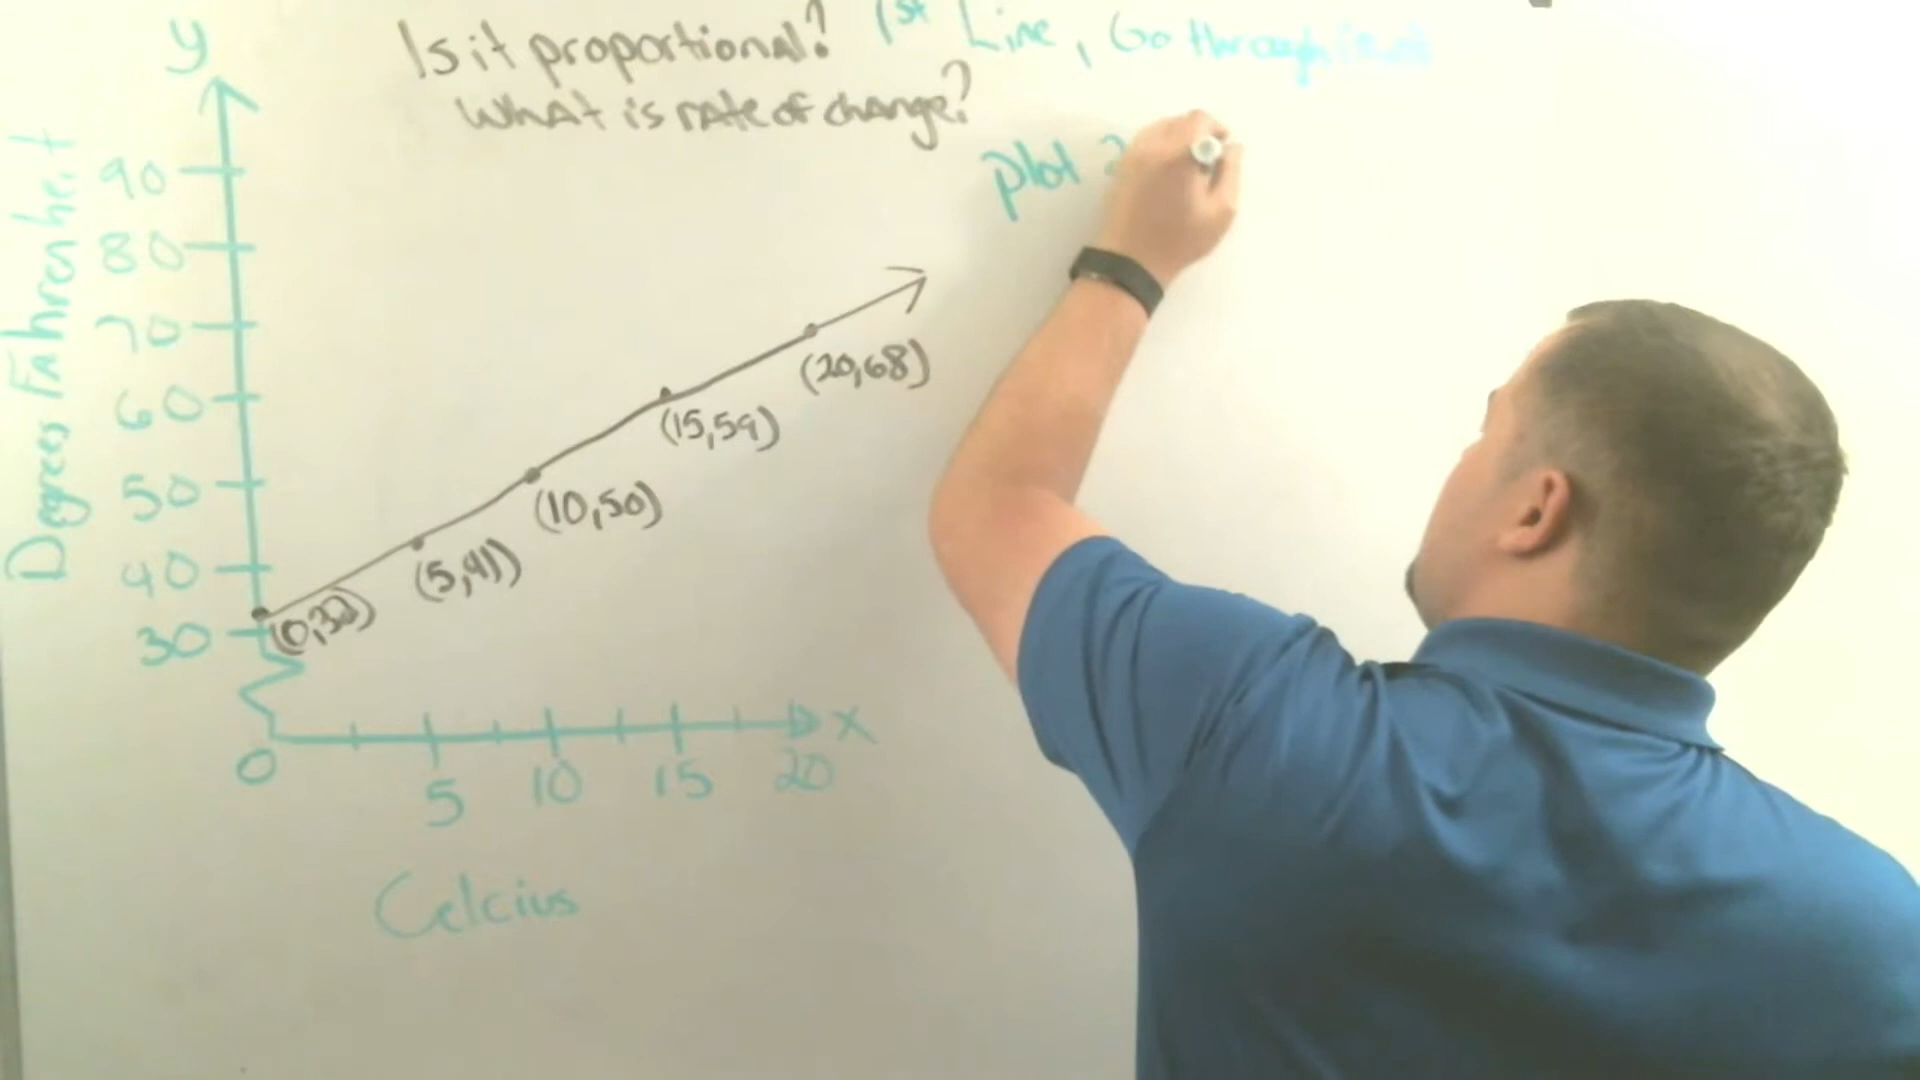 y
Is it proportional? 1st Line, Go through
What is rate of change?
plot 2
Degrees Fahrenheit
90
80
70
60
50
40
30
(20,68)
(15,59)
(10,50)
(5,41)
(0,32)
x
0 5 10 15 20
Celcius